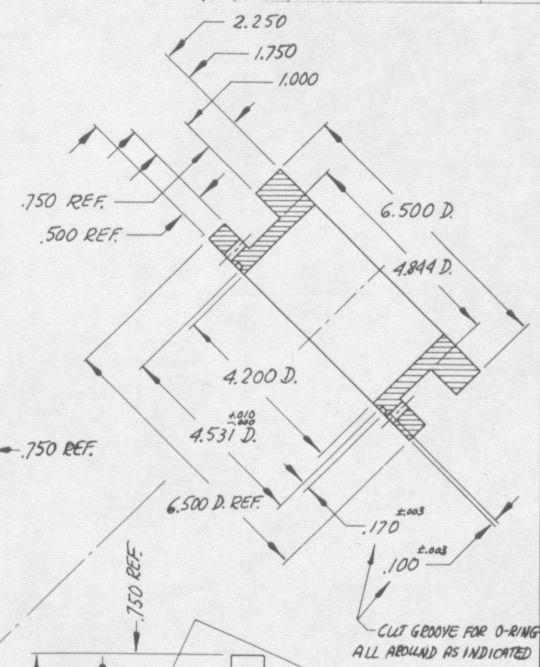 2.250
1.750
1.000
.750 REF.
.500 REF.
6.500 D.
4.844 D.
4.200 D.
+.010
-.000
4.531 D.
.750 REF.
6.500 D. REF.
.170 ±.003
.100 ±.003
.750 REF.
CUT GROOVE FOR O-RING
ALL AROUND AS INDICATED